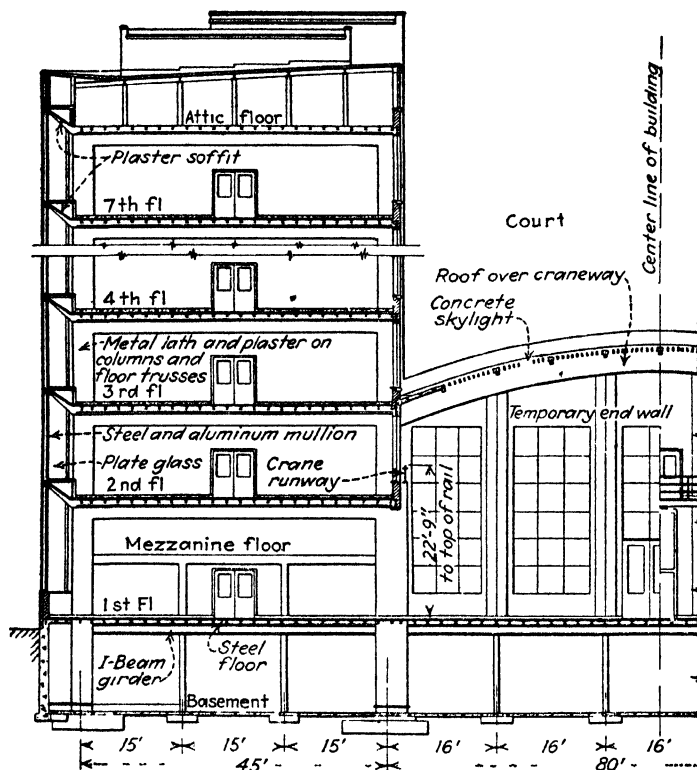 Attic floor
Plaster soffit
7th fl
Court
Center line of building
Roof over craneway
Concrete
skylight
4th fl
Metal lath and plaster on
columns and
floor trusses
3rd fl
Temporary end wall
Steel and aluminum mullion
Plate glass
Crane
runway
2nd fl
22'-9"
to top of rail
Mezzanine floor
1st Fl
Steel
floor
I-Beam
girder
Basement
15' 15' 15' 16' 16' 16'
45' 80'